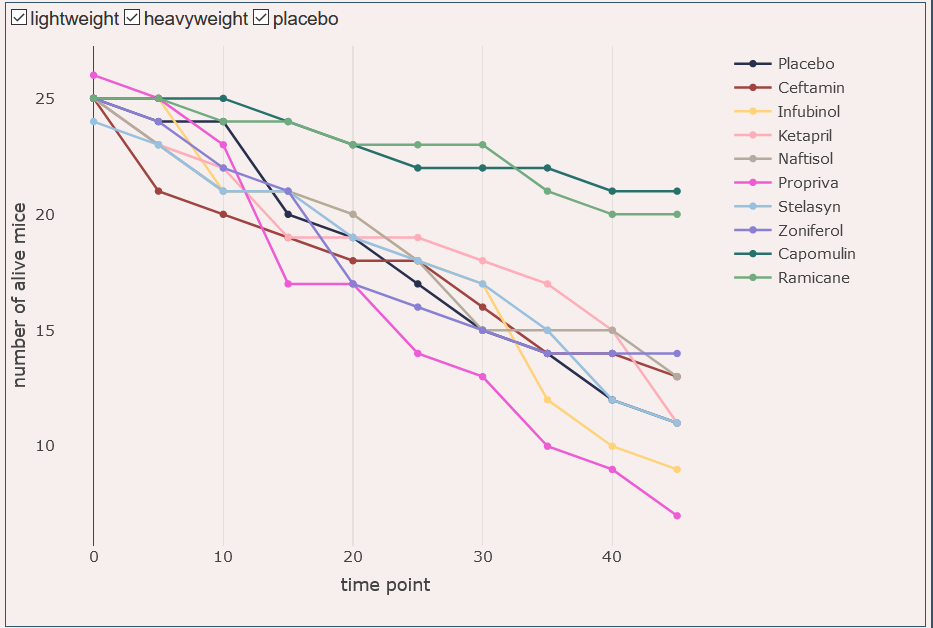 lightweight heavyweight placebo
number of alive mice
25
20
15
10
0 10 20 30 40
time point
Placebo
Ceftamin
Infubinol
Ketapril
Naftisol
Propriva
Stelasyn
Zoniferol
Capomulin
Ramicane